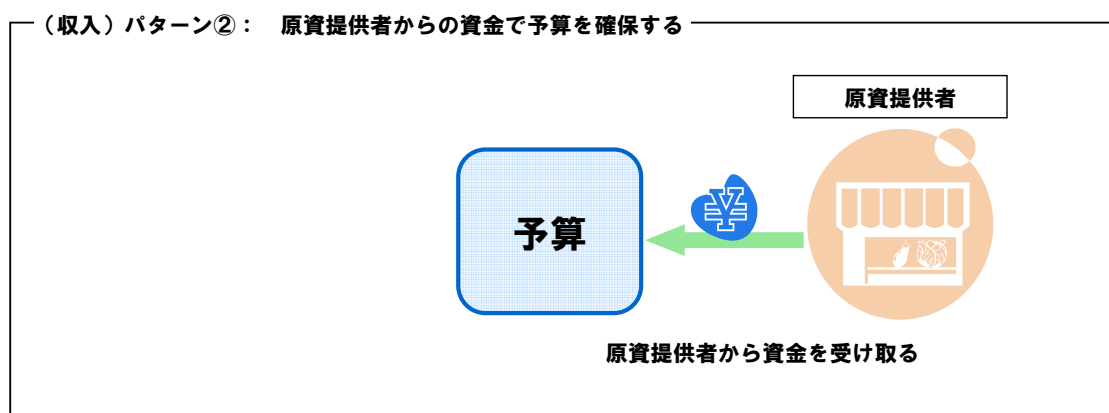 （収入）パターン②：　原資提供者からの資金で予算を確保する
原資提供者
予算
¥
原資提供者から資金を受け取る